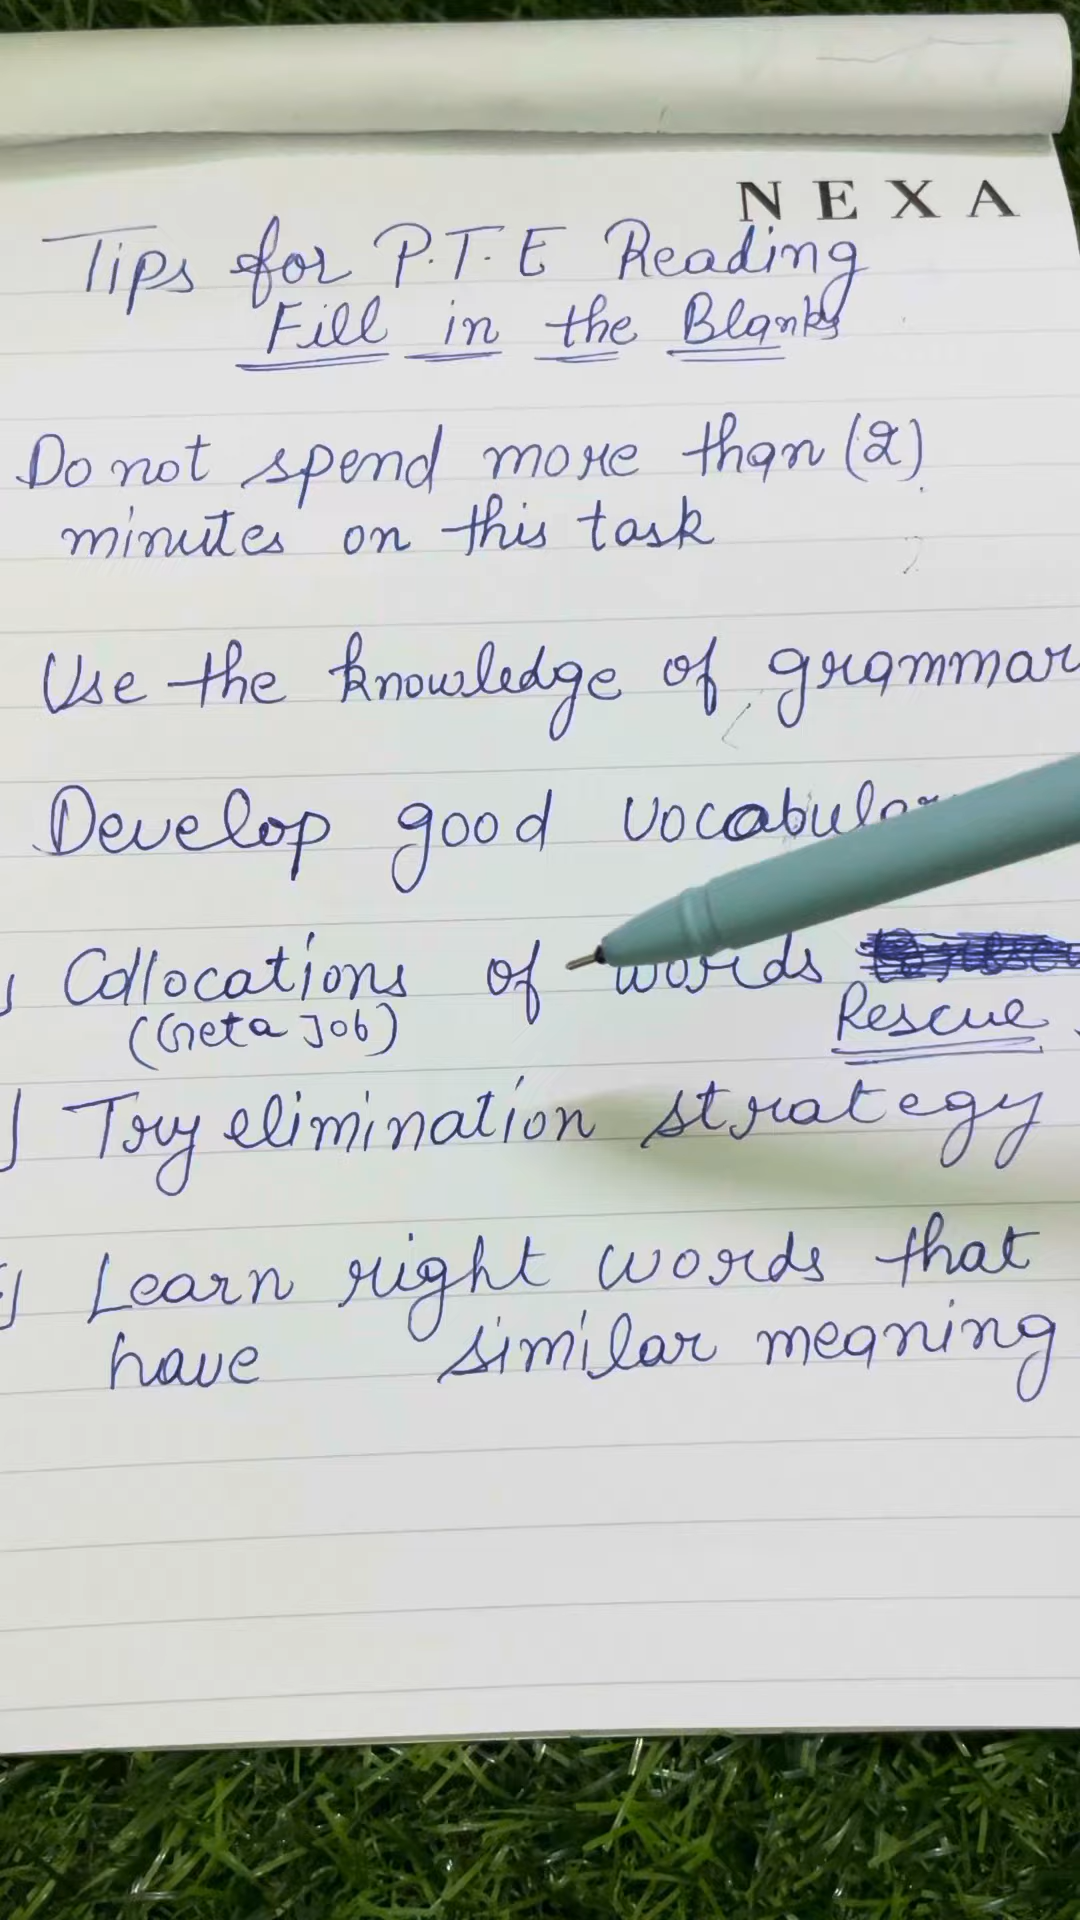 NEXA
Tips for P.T.E Reading
Fill in the Blanks
Do not spend more than (2)
minutes on this task
Use the knowledge of grammar
Develop good vocabular
Collocations of words
(Get a Job) Rescue
Try elimination strategy
Learn right words that
have similar meaning